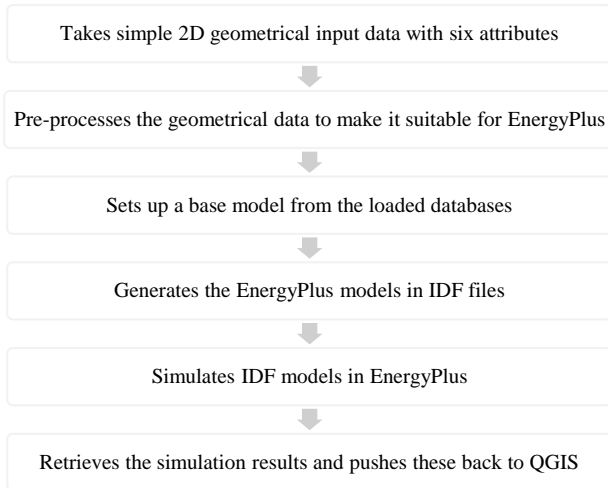 Takes simple 2D geometrical input data with six attributes
Pre-processes the geometrical data to make it suitable for EnergyPlus
Sets up a base model from the loaded databases
Generates the EnergyPlus models in IDF files
Simulates IDF models in EnergyPlus
Retrieves the simulation results and pushes these back to QGIS